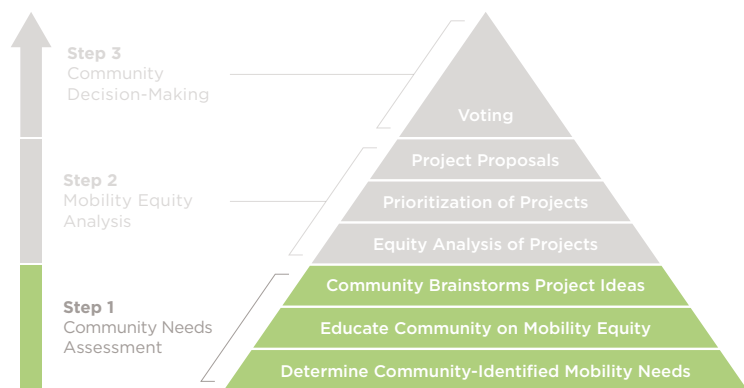 Step 3
Community
Decision-Making
Voting
Step 2
Mobility Equity
Analysis
Project Proposals
Prioritization of Projects
Equity Analysis of Projects
Step 1
Community Needs
Assessment
Community Brainstorms Project Ideas
Educate Community on Mobility Equity
Determine Community-Identified Mobility Needs